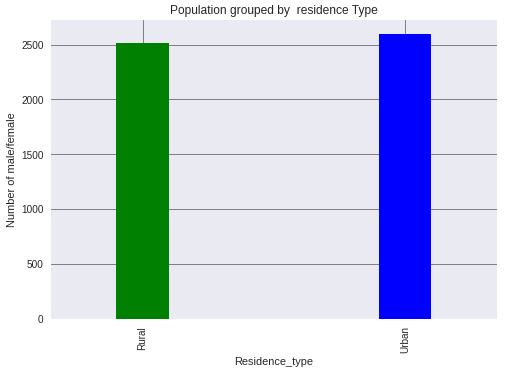 Population grouped by  residence Type
Number of male/female
2500
2000
1500
1000
500
0
Rural
Urban
Residence_type